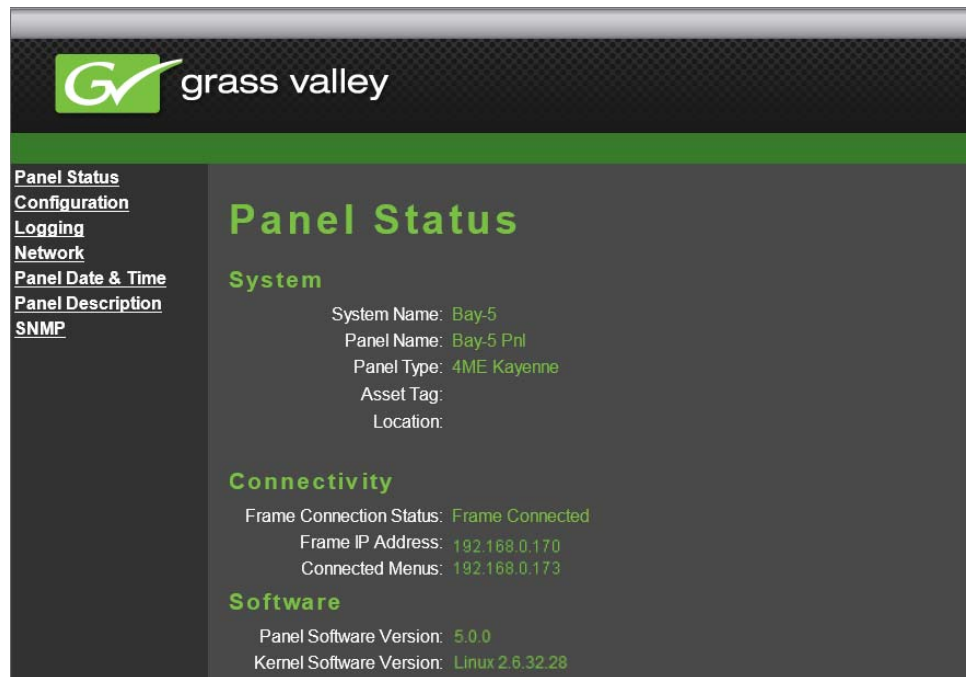 GV grass valley
Panel Status
Configuration
Logging
Network
Panel Date & Time
Panel Description
SNMP
Panel Status
System
System Name: Bay-5
Panel Name: Bay-5 Pnl
Panel Type: 4ME Kayenne
Asset Tag:
Location:
Connectivity
Frame Connection Status: Frame Connected
Frame IP Address: 192.168.0.170
Connected Menus: 192.168.0.173
Software
Panel Software Version: 5.0.0
Kernel Software Version: Linux 2.6.32.28